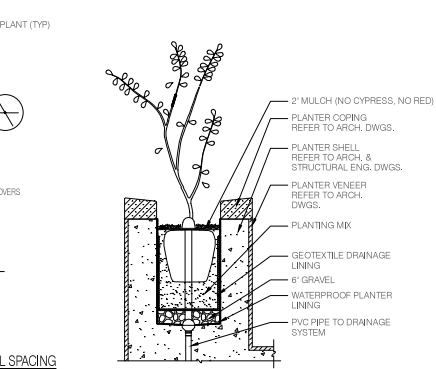 PLANT (TYP)
2" MULCH (NO CYPRESS, NO RED)
PLANTER COPING
REFER TO ARCH. DWGS.
PLANTER SHELL
REFER TO ARCH. &
STRUCTURAL ENG. DWGS.
PLANTER VENEER
REFER TO ARCH.
DWGS.
OVERS
PLANTING MIX
GEOTEXTILE DRAINAGE
LINING
6" GRAVEL
WATERPROOF PLANTER
LINING
PVC PIPE TO DRAINAGE
SYSTEM
L SPACING